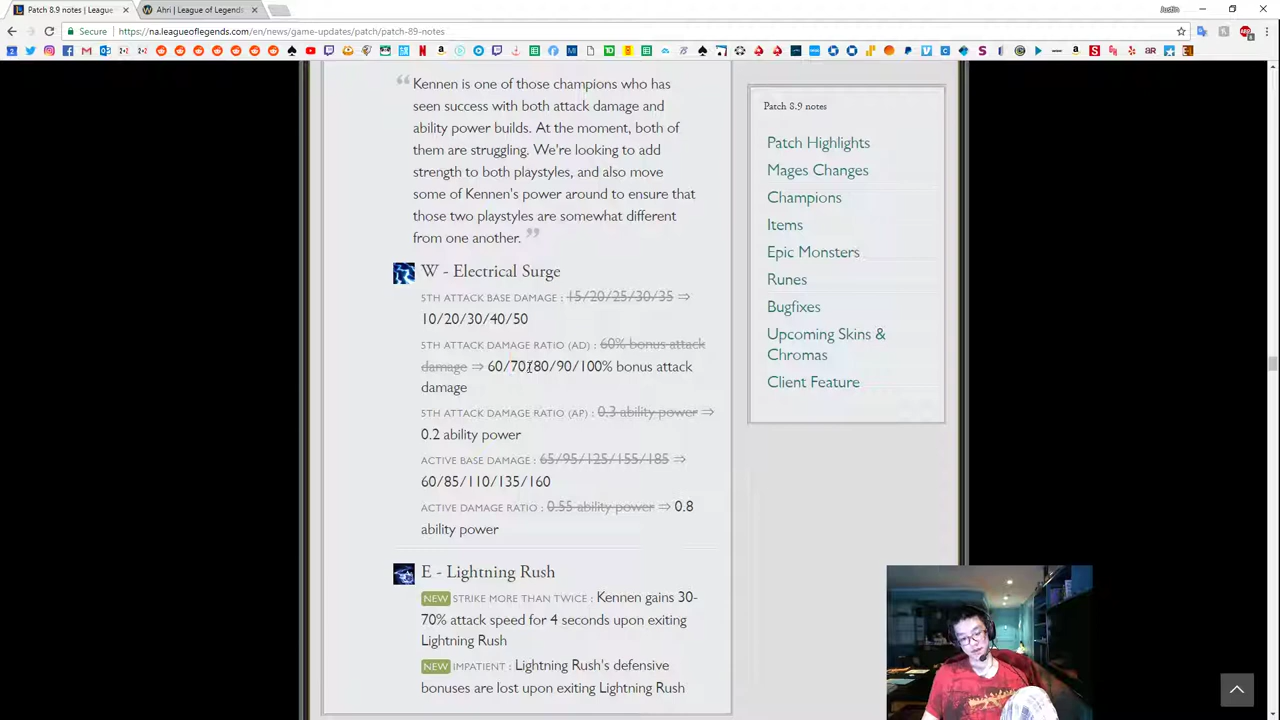 Patch 8.9 notes | League
Ahri | League of Legends
Justin
Secure
https://na.leagueoflegends.com/en/news/game-updates/patch/patch-89-notes
“ Kennen is one of those champions who has
seen success with both attack damage and
ability power builds. At the moment, both of
them are struggling. We're looking to add
strength to both playstyles, and also move
some of Kennen's power around to ensure that
those two playstyles are somewhat different
from one another. ”
W - Electrical Surge
5TH ATTACK BASE DAMAGE : 15/20/25/30/35 ⇒
10/20/30/40/50
5TH ATTACK DAMAGE RATIO (AD) : 60% bonus attack
damage ⇒ 60/70/80/90/100% bonus attack
damage
5TH ATTACK DAMAGE RATIO (AP) : 0.3 ability power ⇒
0.2 ability power
ACTIVE BASE DAMAGE : 65/95/125/155/185 ⇒
60/85/110/135/160
ACTIVE DAMAGE RATIO : 0.55 ability power ⇒ 0.8
ability power
E - Lightning Rush
NEW STRIKE MORE THAN TWICE : Kennen gains 30-
70% attack speed for 4 seconds upon exiting
Lightning Rush
NEW IMPATIENT : Lightning Rush's defensive
bonuses are lost upon exiting Lightning Rush
Patch 8.9 notes
Patch Highlights
Mages Changes
Champions
Items
Epic Monsters
Runes
Bugfixes
Upcoming Skins &
Chromas
Client Feature